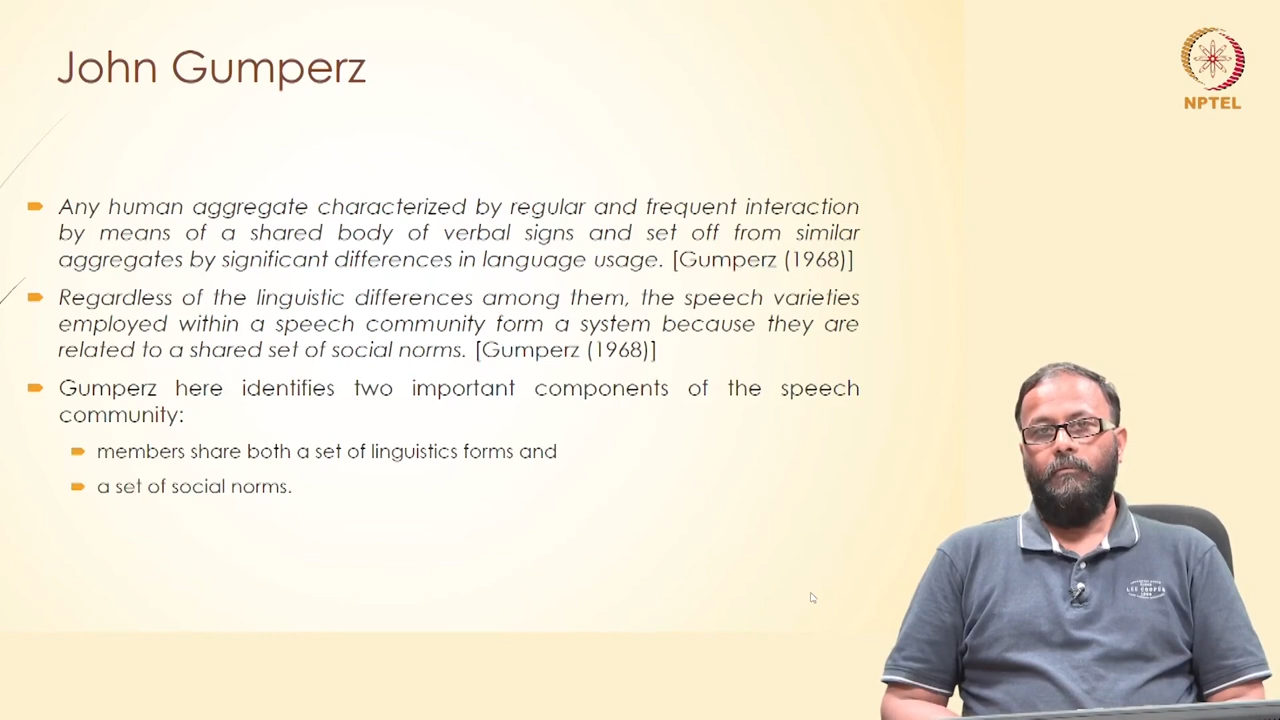 John Gumperz
NPTEL
Any human aggregate characterized by regular and frequent interaction
by means of a shared body of verbal signs and set off from similar
aggregates by significant differences in language usage. [Gumperz (1968)]
Regardless of the linguistic differences among them, the speech varieties
employed within a speech community form a system because they are
related to a shared set of social norms. [Gumperz (1968)]
Gumperz here identifies two important components of the speech
community:
members share both a set of linguistics forms and
a set of social norms.
LEE COOPER